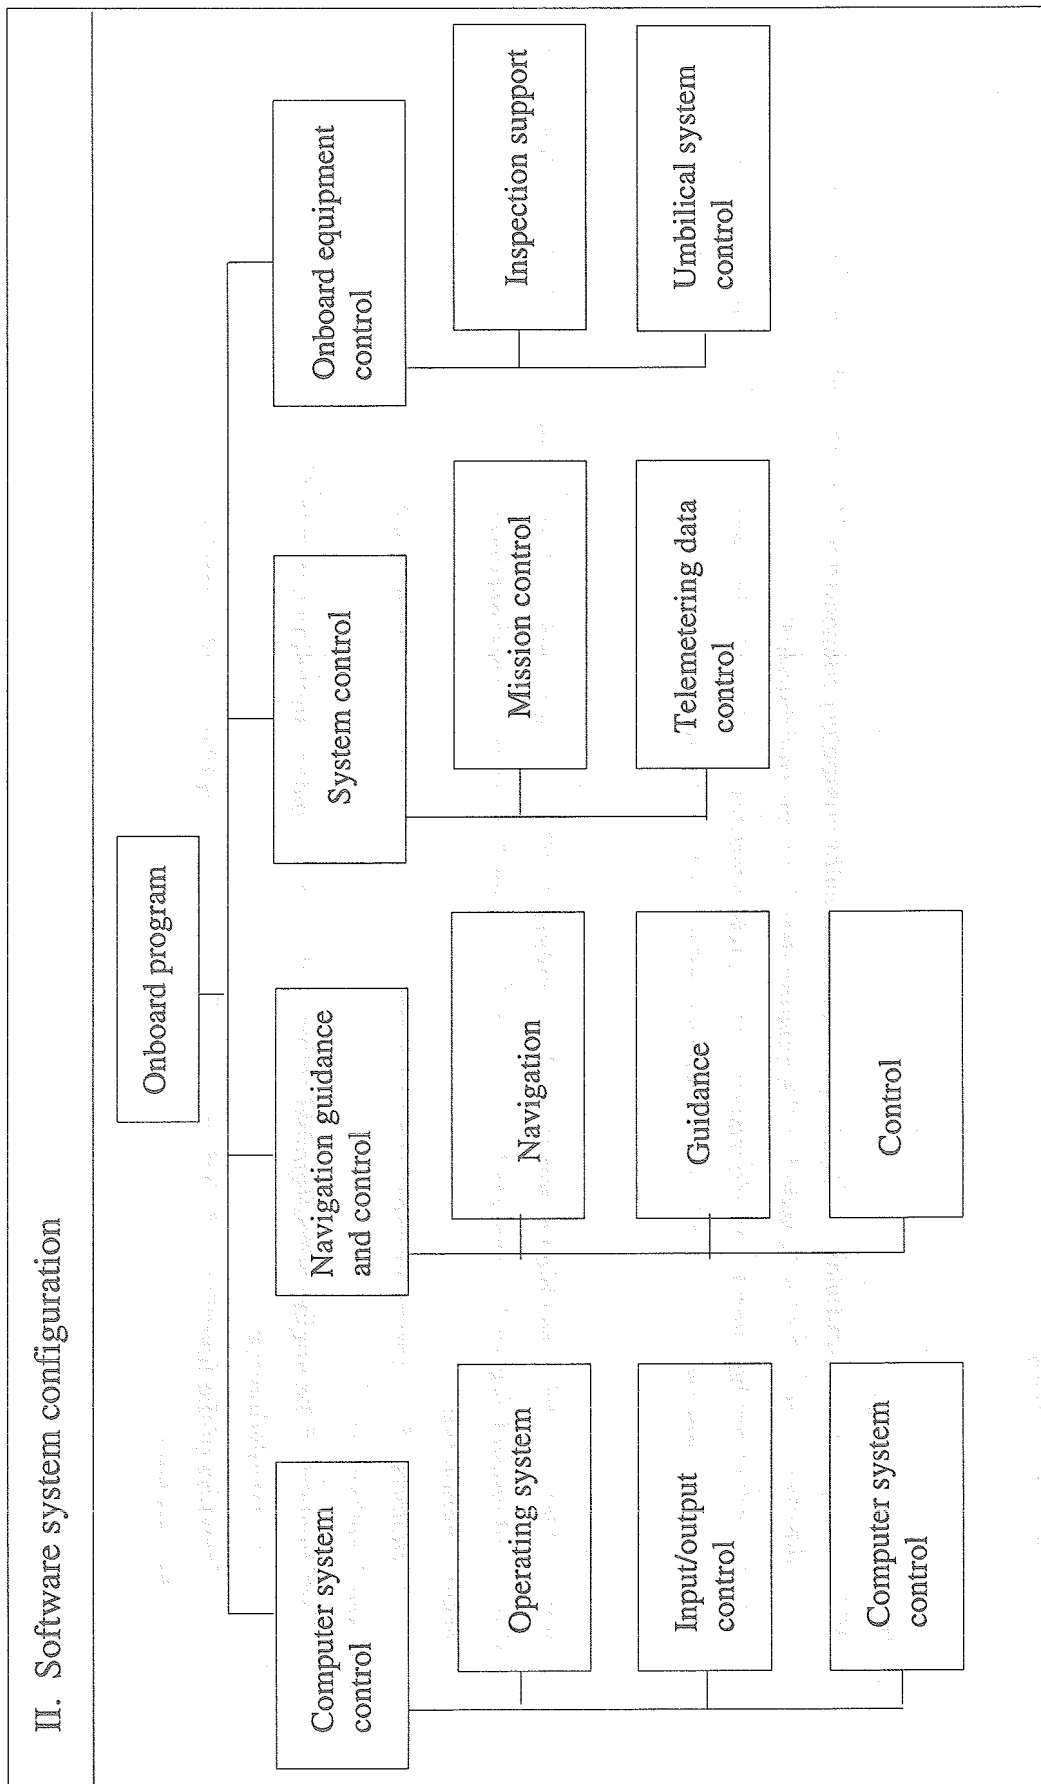 II. Software system configuration
Onboard program
Computer system
control
Operating system
Input/output
control
Computer system
control
Navigation guidance
and control
Navigation
Guidance
Control
System control
Mission control
Telemetering data
control
Onboard equipment
control
Inspection support
Umbilical system
control